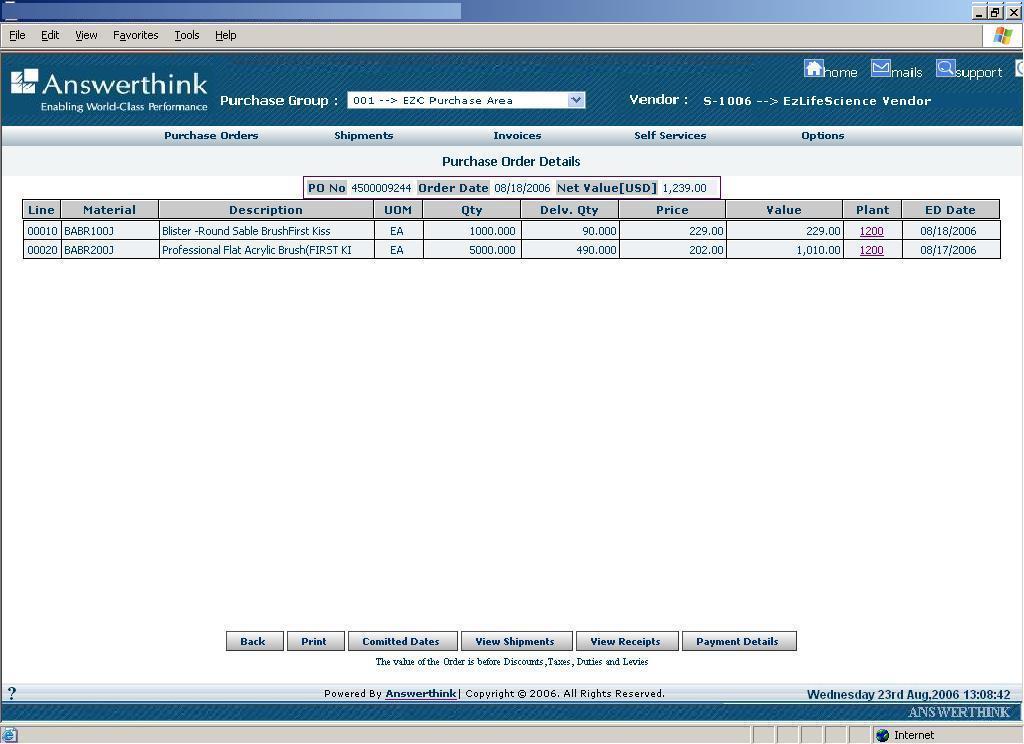 File Edit View Favorites Tools Help
Answerthink
Enabling World-Class Performance
Purchase Group : 001 --> EZC Purchase Area
Vendor : S-1006 --> EzLifeScience Vendor
home mails support
Purchase Orders Shipments Invoices Self Services Options
Purchase Order Details
PO No 4500009244 Order Date 08/18/2006 Net Value[USD] 1,239.00
Line Material Description UOM Qty Delv. Qty Price Value Plant ED Date
00010 BABR100J Blister -Round Sable BrushFirst Kiss EA 1000.000 90.000 229.00 229.00 1200 08/18/2006
00020 BABR200J Professional Flat Acrylic Brush(FIRST KI EA 5000.000 490.000 202.00 1,010.00 1200 08/17/2006
Back Print Comitted Dates View Shipments View Receipts Payment Details
The value of the Order is before Discounts,Taxes, Duties and Levies
? Powered By Answerthink| Copyright © 2006. All Rights Reserved. Wednesday 23rd Aug,2006 13:08:42
ANSWERTHINK
Internet